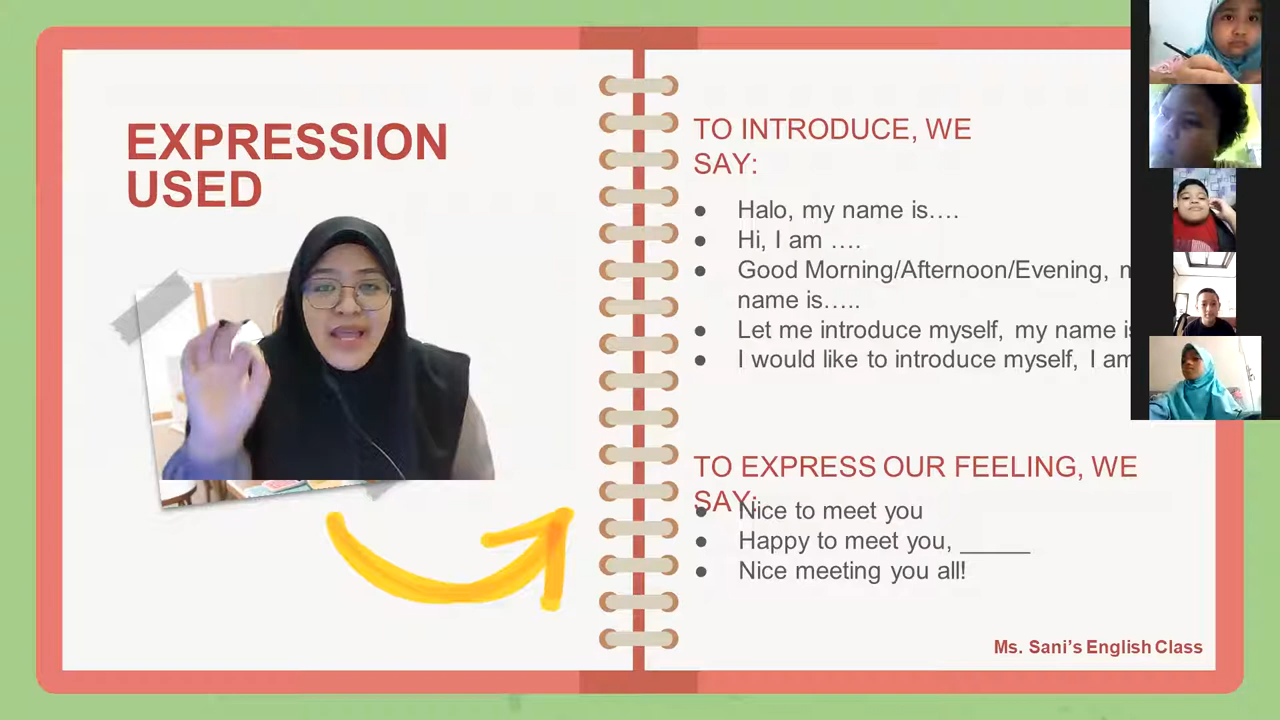 EXPRESSION
USED
TO INTRODUCE, WE
SAY:
● Halo, my name is….
● Hi, I am ….
● Good Morning/Afternoon/Evening,
name is…..
● Let me introduce myself, my name
● I would like to introduce myself, I am
TO EXPRESS OUR FEELING, WE
SAY:
● Nice to meet you
● Happy to meet you, _____
● Nice meeting you all!
Ms. Sani’s English Class